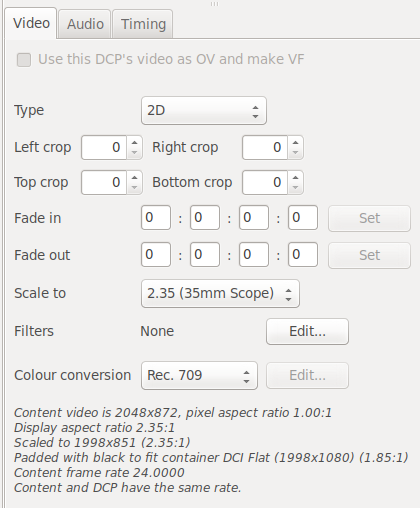 Video Audio Timing
Use this DCP's video as OV and make VF
Type 2D
Left crop 0 Right crop 0
Top crop 0 Bottom crop 0
Fade in 0 : 0 : 0 : 0 Set
Fade out 0 : 0 : 0 : 0 Set
Scale to 2.35 (35mm Scope)
Filters None Edit...
Colour conversion Rec. 709 Edit...
Content video is 2048x872, pixel aspect ratio 1.00:1
Display aspect ratio 2.35:1
Scaled to 1998x851 (2.35:1)
Padded with black to fit container DCI Flat (1998x1080) (1.85:1)
Content frame rate 24.0000
Content and DCP have the same rate.